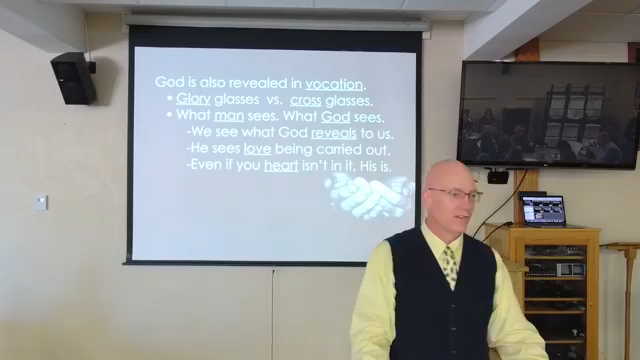 God is also revealed in vocation.
• Glory glasses vs. cross glasses.
• What man sees. What God sees.
-We see what God reveals to us.
-He sees love being carried out.
-Even if you heart isn't in it, His is.